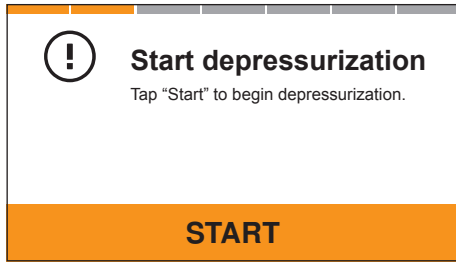 Start depressurization
Tap “Start” to begin depressurization.
START